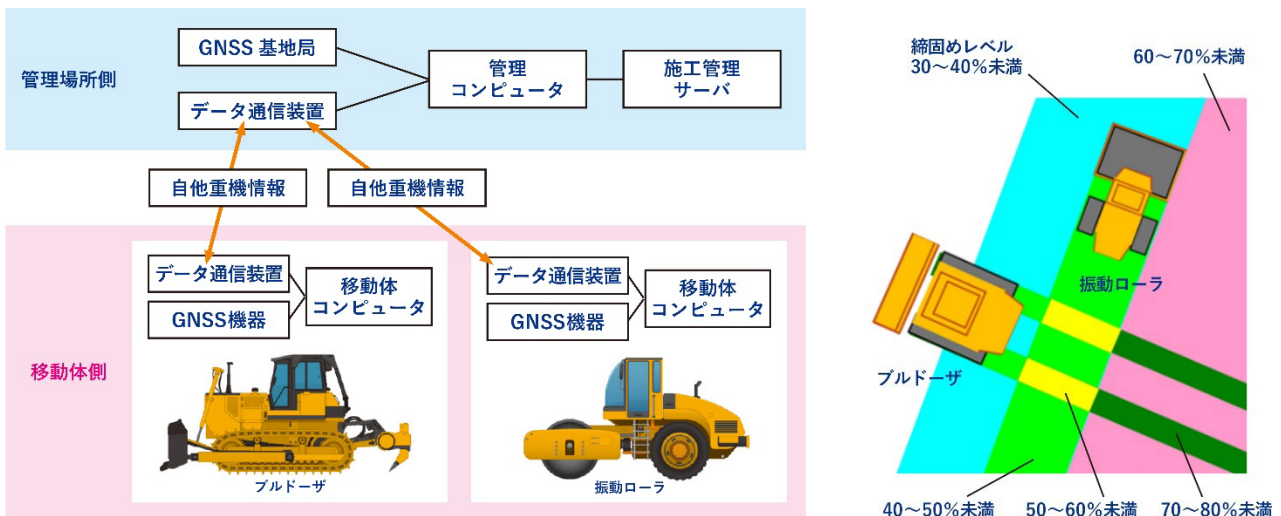 管理場所側
GNSS 基地局
データ通信装置
管理
コンピュータ
施工管理
サーバ
自他重機情報
自他重機情報
移動体側
データ通信装置
GNSS機器
移動体
コンピュータ
ブルドーザ
データ通信装置
GNSS機器
移動体
コンピュータ
振動ローラ
締固めレベル
30〜40%未満
60〜70%未満
振動ローラ
ブルドーザ
40〜50%未満
50〜60%未満
70〜80%未満